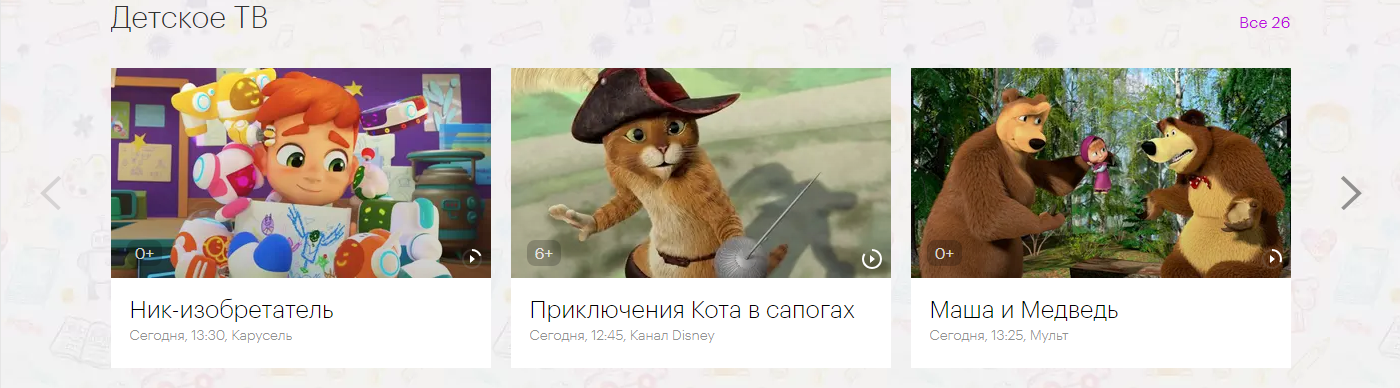 Детское ТВ
Все 26
0+
6+
0+
Ник-изобретатель
Сегодня, 13:30, Карусель
Приключения Кота в сапогах
Сегодня, 12:45, Канал Disney
Маша и Медведь
Сегодня, 13:25, Мульт